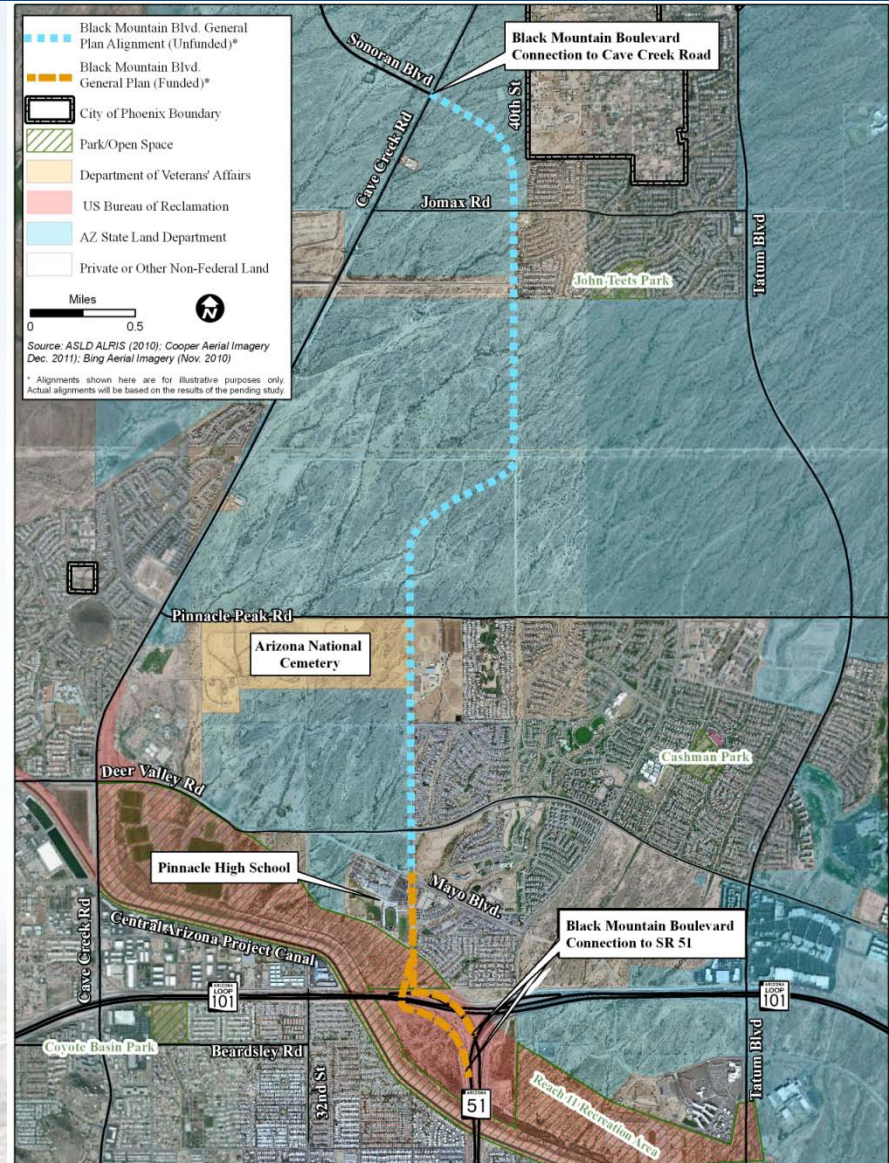 Black Mountain Blvd. General
Plan Alignment (Unfunded)*
Black Mountain Blvd.
General Plan (Funded)*
City of Phoenix Boundary
Park/Open Space
Department of Veterans' Affairs
US Bureau of Reclamation
AZ State Land Department
Private or Other Non-Federal Land
Miles
0 0.5
N
Source: ASLD ALRIS (2010); Cooper Aerial Imagery
Dec. 2011); Bing Aerial Imagery (Nov. 2010)
* Alignments shown here are for illustrative purposes only.
Actual alignments will be based on the results of the pending study.
Sonoran Blvd
Black Mountain Boulevard
Connection to Cave Creek Road
40th St
Cave Creek Rd
Jomax Rd
John Teets Park
Tatum Blvd
Pinnacle Peak Rd
Arizona National
Cemetery
Cashman Park
Deer Valley Rd
Pinnacle High School
Mayo Blvd.
Black Mountain Boulevard
Connection to SR 51
Central Arizona Project Canal
Cave Creek Rd
ARIZONA
LOOP
101
ARIZONA
LOOP
101
Coyote Basin Park
Beardsley Rd
32nd St
ARIZONA
51
Reach 11 Recreation Area
Tatum Blvd